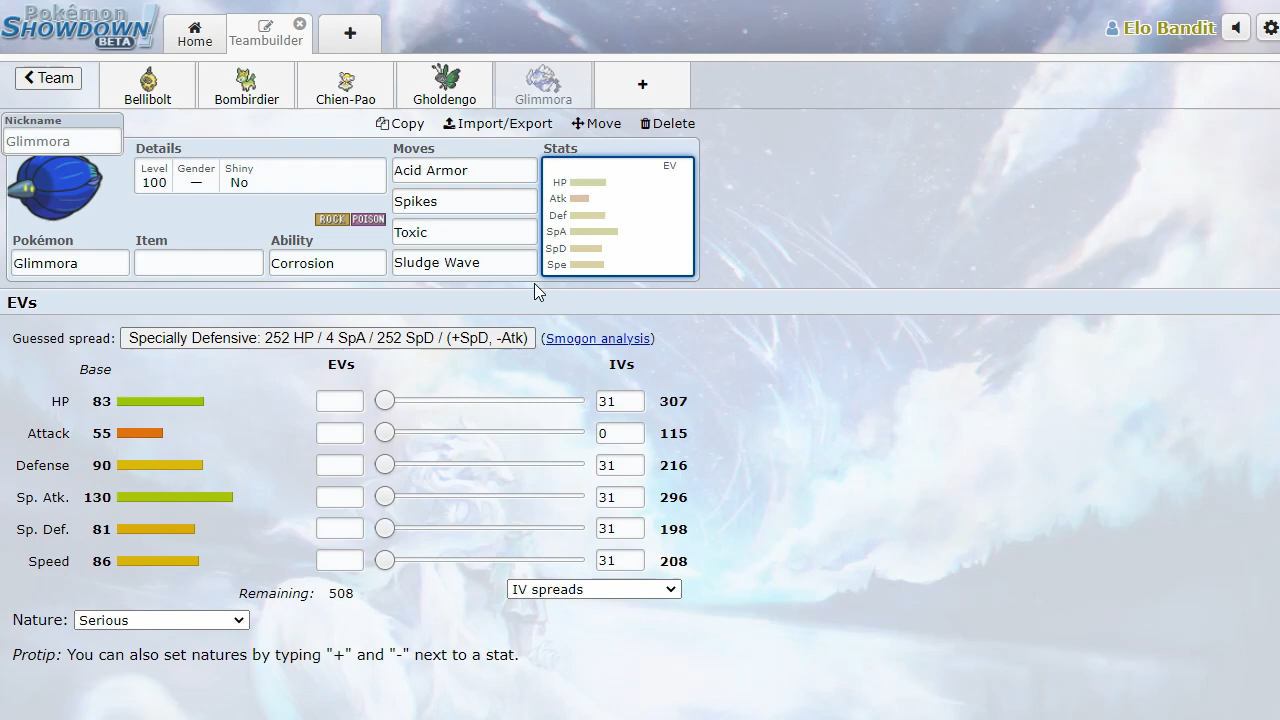 Pokémon
SHOWDOWN!
BETA
Home
Teambuilder
+
Elo Bandit
Team
Bellibolt
Bombirdier
Chien-Pao
Gholdengo
Glimmora
+
Copy
Import/Export
Move
Delete
Nickname
Glimmora
Details
Level
100
Gender
—
Shiny
No
ROCK POISON
Pokémon
Glimmora
Item
Ability
Corrosion
Moves
Acid Armor
Spikes
Toxic
Sludge Wave
Stats
EV
HP
Atk
Def
SpA
SpD
Spe
EVs
Guessed spread: Specially Defensive: 252 HP / 4 SpA / 252 SpD / (+SpD, -Atk) (Smogon analysis)
Base EVs IVs
HP 83 31 307
Attack 55 0 115
Defense 90 31 216
Sp. Atk. 130 31 296
Sp. Def. 81 31 198
Speed 86 31 208
Remaining: 508 IV spreads
Nature: Serious
Protip: You can also set natures by typing "+" and "-" next to a stat.